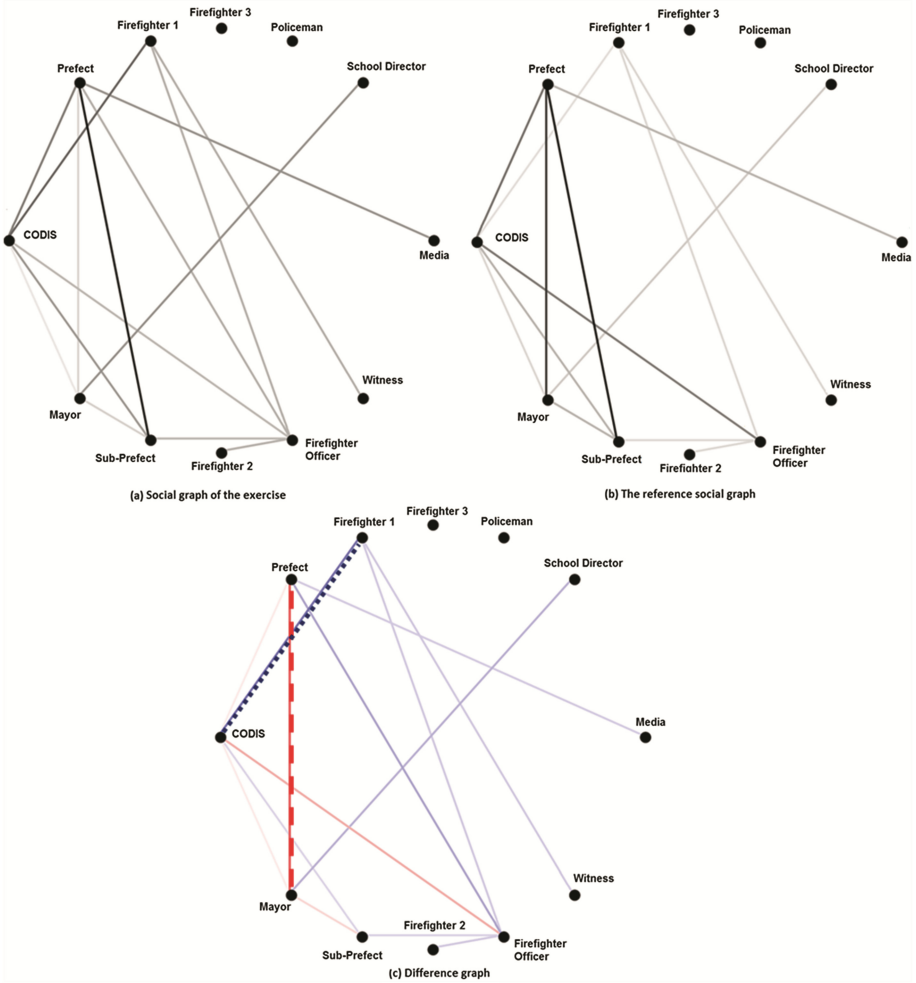 Firefighter 3
Firefighter 1
Policeman
Prefect
School Director
CODIS
Media
Witness
Mayor
Sub-Prefect
Firefighter 2
Firefighter
Officer
(a) Social graph of the exercise
Firefighter 3
Firefighter 1
Policeman
Prefect
School Director
CODIS
Media
Witness
Mayor
Sub-Prefect
Firefighter 2
Firefighter
Officer
(b) The reference social graph
Firefighter 3
Firefighter 1
Policeman
Prefect
School Director
CODIS
Media
Witness
Mayor
Firefighter 2
Sub-Prefect
Firefighter
Officer
(c) Difference graph